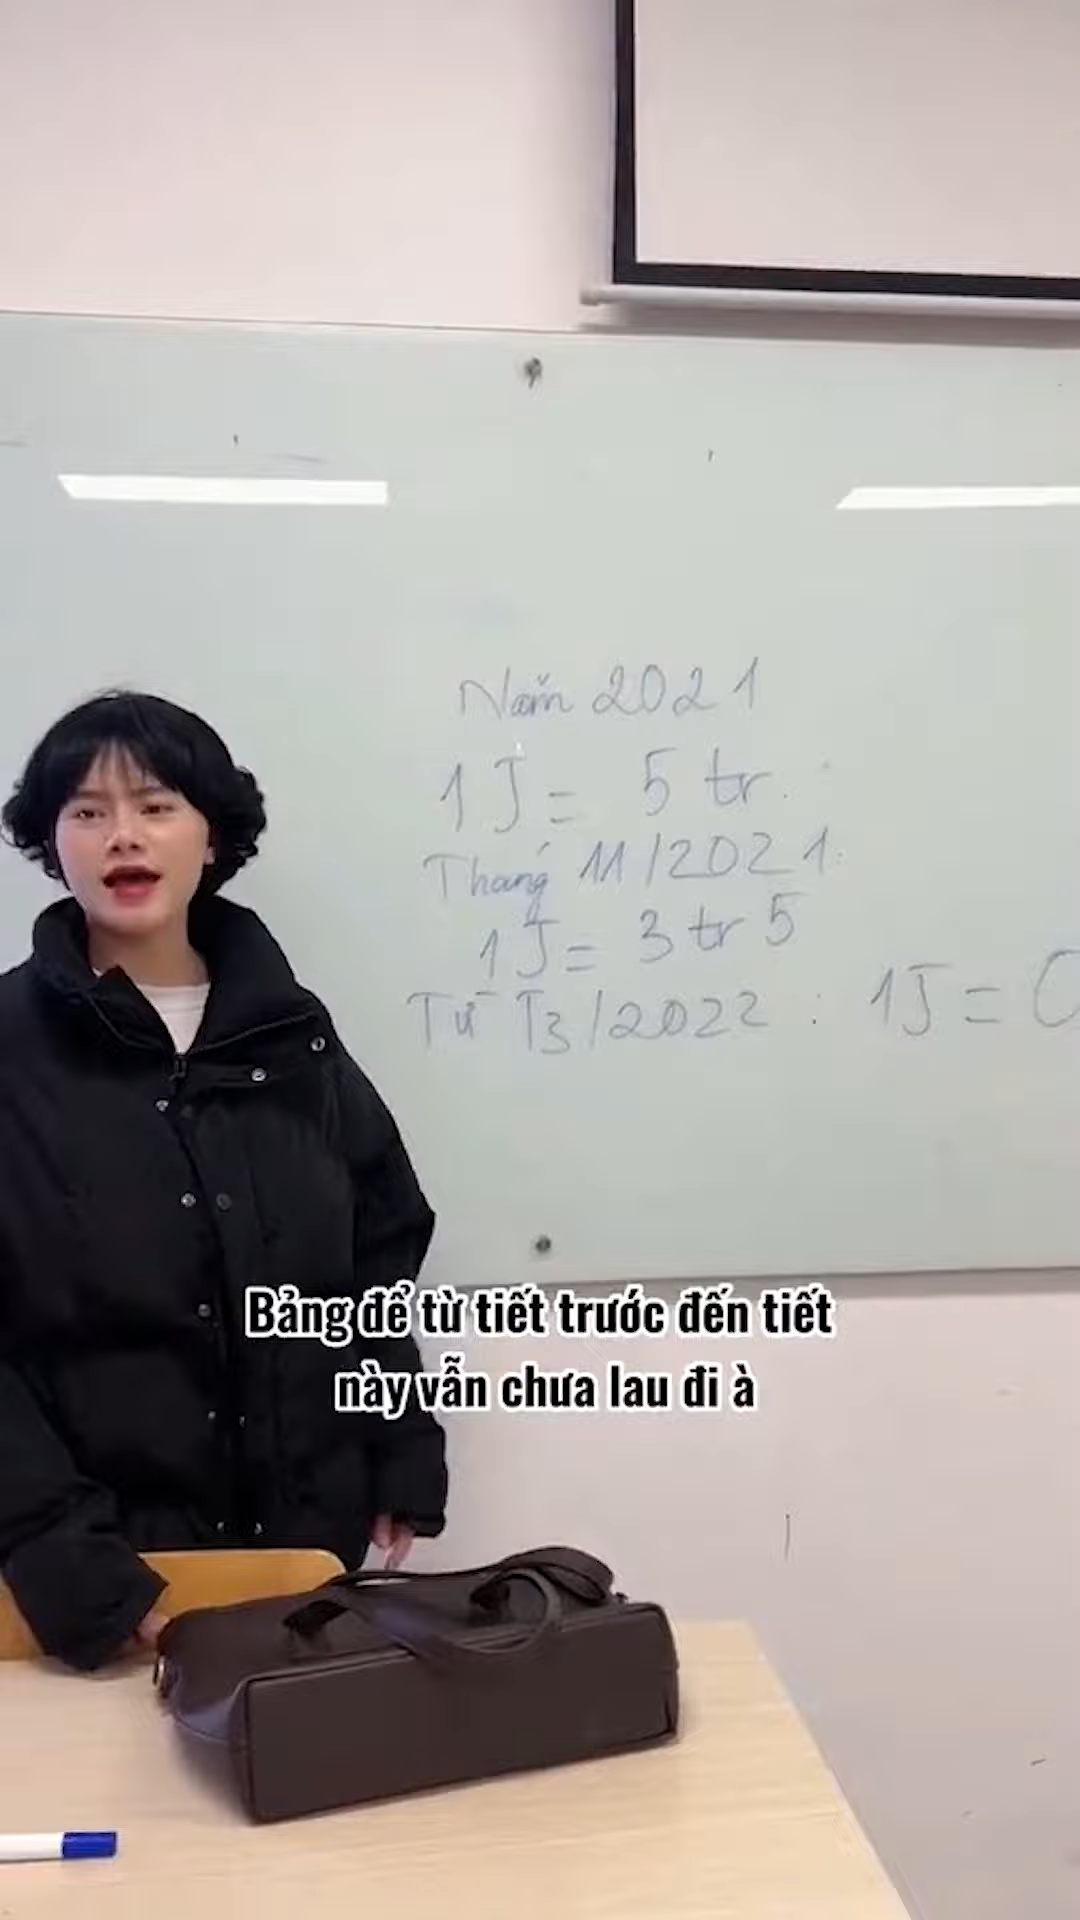 Năm 2021
1J = 5 tr.
Tháng 11/2021.
1J = 3 tr 5
Từ T3/2022 : 1J =
Bảng để từ tiết trước đến tiết
này vẫn chưa lau đi à